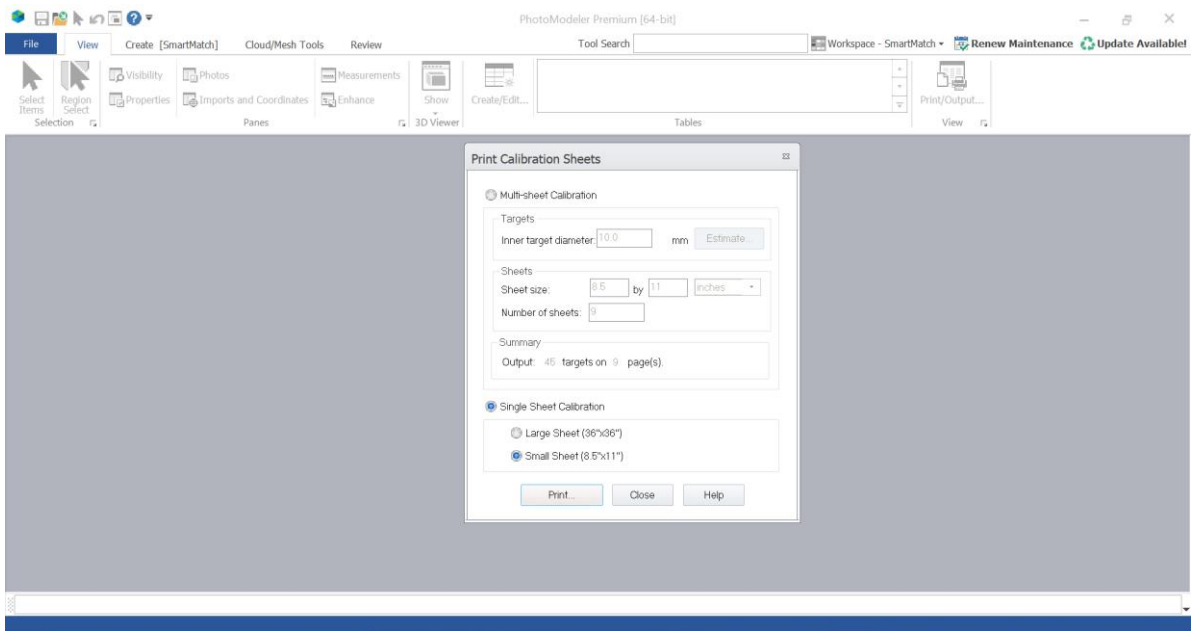 PhotoModeler Premium [64-bit]
File View Create [SmartMatch] Cloud/Mesh Tools Review Tool Search Workspace - SmartMatch Renew Maintenance Update Available!
Select Items
Region Select
Selection
Visibility
Properties
Photos
Imports and Coordinates
Measurements
Enhance
Panes
Show
3D Viewer
Create/Edit...
Tables
Print/Output...
View
Print Calibration Sheets
Multi-sheet Calibration
Targets
Inner target diameter: 10.0 mm Estimate...
Sheets
Sheet size: 8.5 by 11 inches
Number of sheets: 9
Summary
Output: 45 targets on 9 page(s).
Single Sheet Calibration
Large Sheet (36"x36")
Small Sheet (8.5"x11")
Print... Close Help